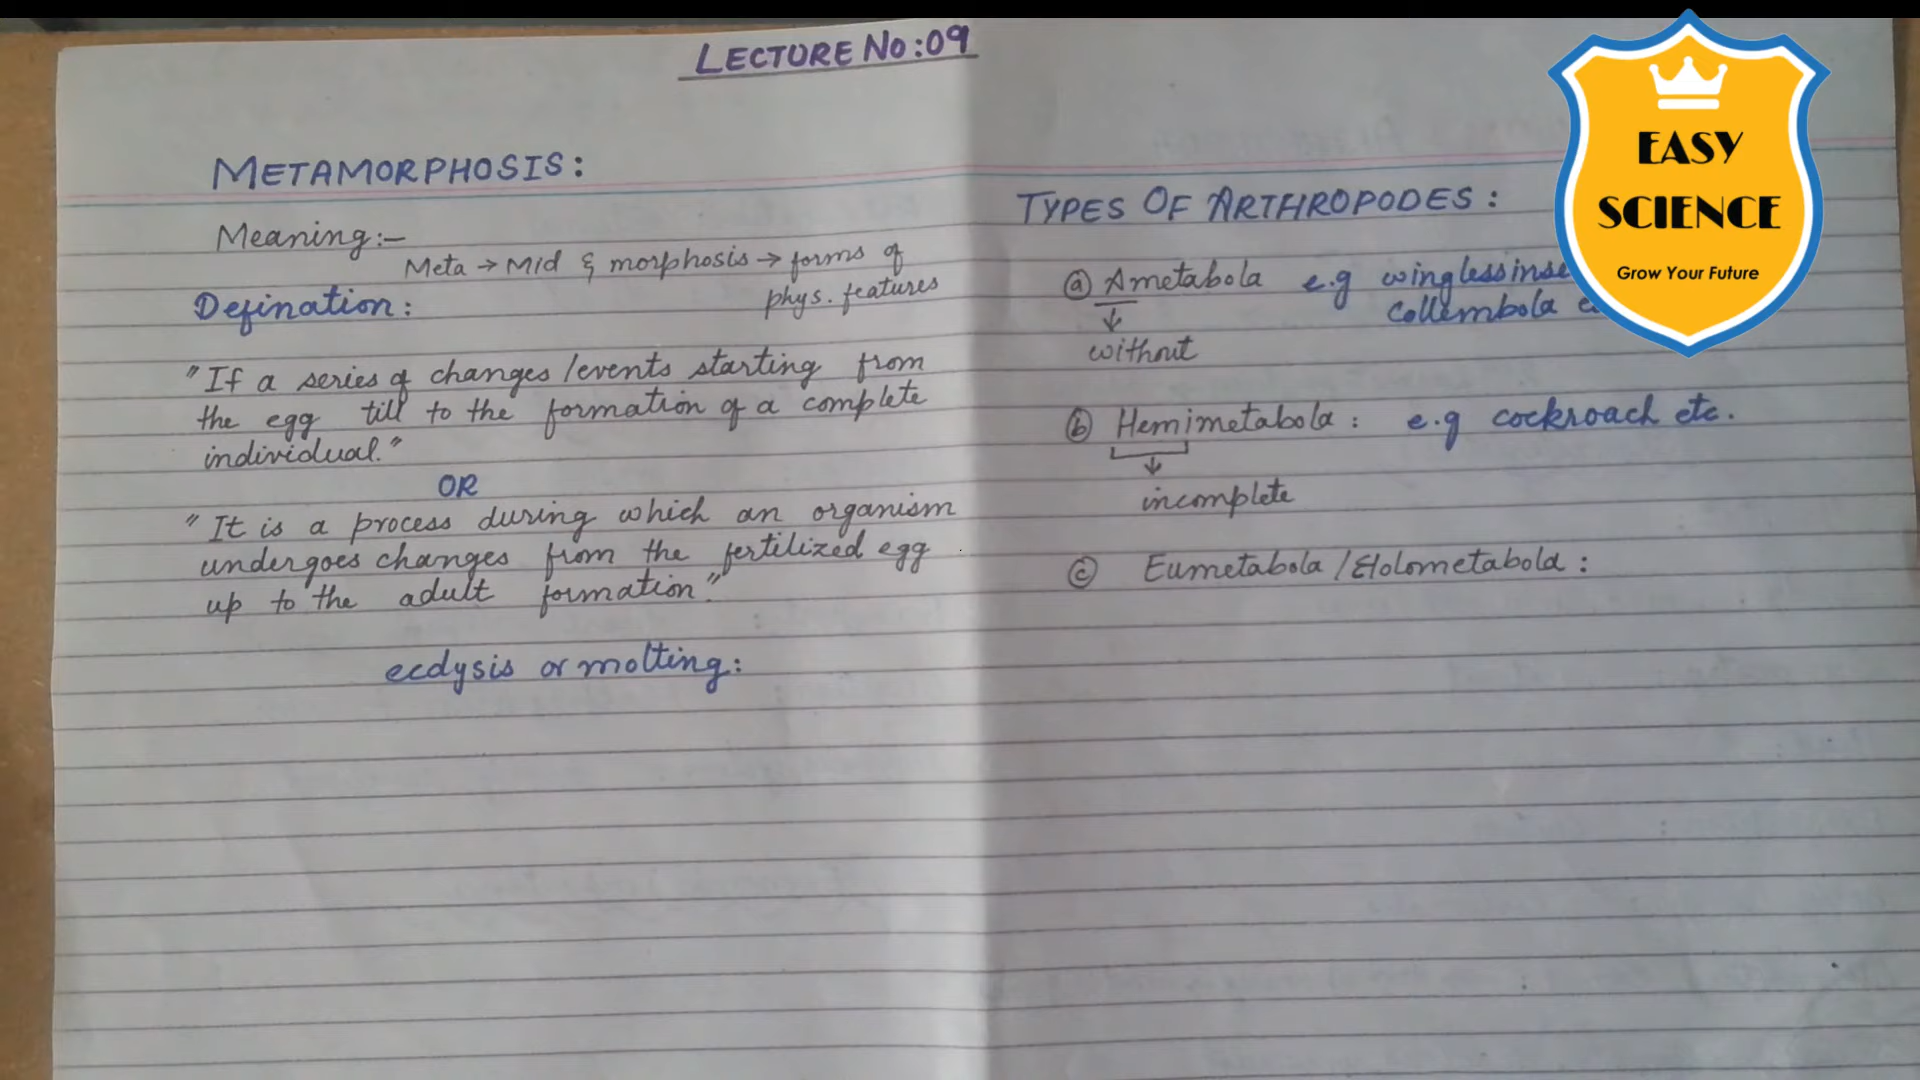 LECTURE No:09
METAMORPHOSIS:
Meaning:-
Meta → Mid & morphosis → forms of
phys. features
Defination:
"If a series of changes/events starting from
the egg till to the formation of a complete
individual."
OR
"It is a process during which an organism
undergoes changes from the fertilized egg
up to the adult formation."
ecdysis or molting:
TYPES OF ARTHROPODES:
(a) Ametabola e.g wingless
collembola
↓
without
(b) Hemimetabola: e.g cockroach etc.
↓
incomplete
(c) Eumetabola/Holometabola:
EASY
SCIENCE
Grow Your Future